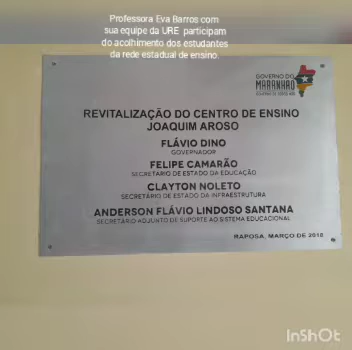 Professora Eva Barros com
sua equipe da URE participam
do acolhimento dos estudantes
da rede estadual de ensino.
GOVERNO DO
MARANHÃO
REVITALIZAÇÃO DO CENTRO DE ENSINO
JOAQUIM AROSO
FLÁVIO DINO
GOVERNADOR
FELIPE CAMARÃO
SECRETÁRIO DE ESTADO DA EDUCAÇÃO
CLAYTON NOLETO
SECRETÁRIO DE ESTADO DA INFRAESTRUTURA
ANDERSON FLÁVIO LINDOSO SANTANA
SECRETÁRIO ADJUNTO DE SUPORTE AO SISTEMA EDUCACIONAL
RAPOSA, MARÇO DE 2018
InShOt